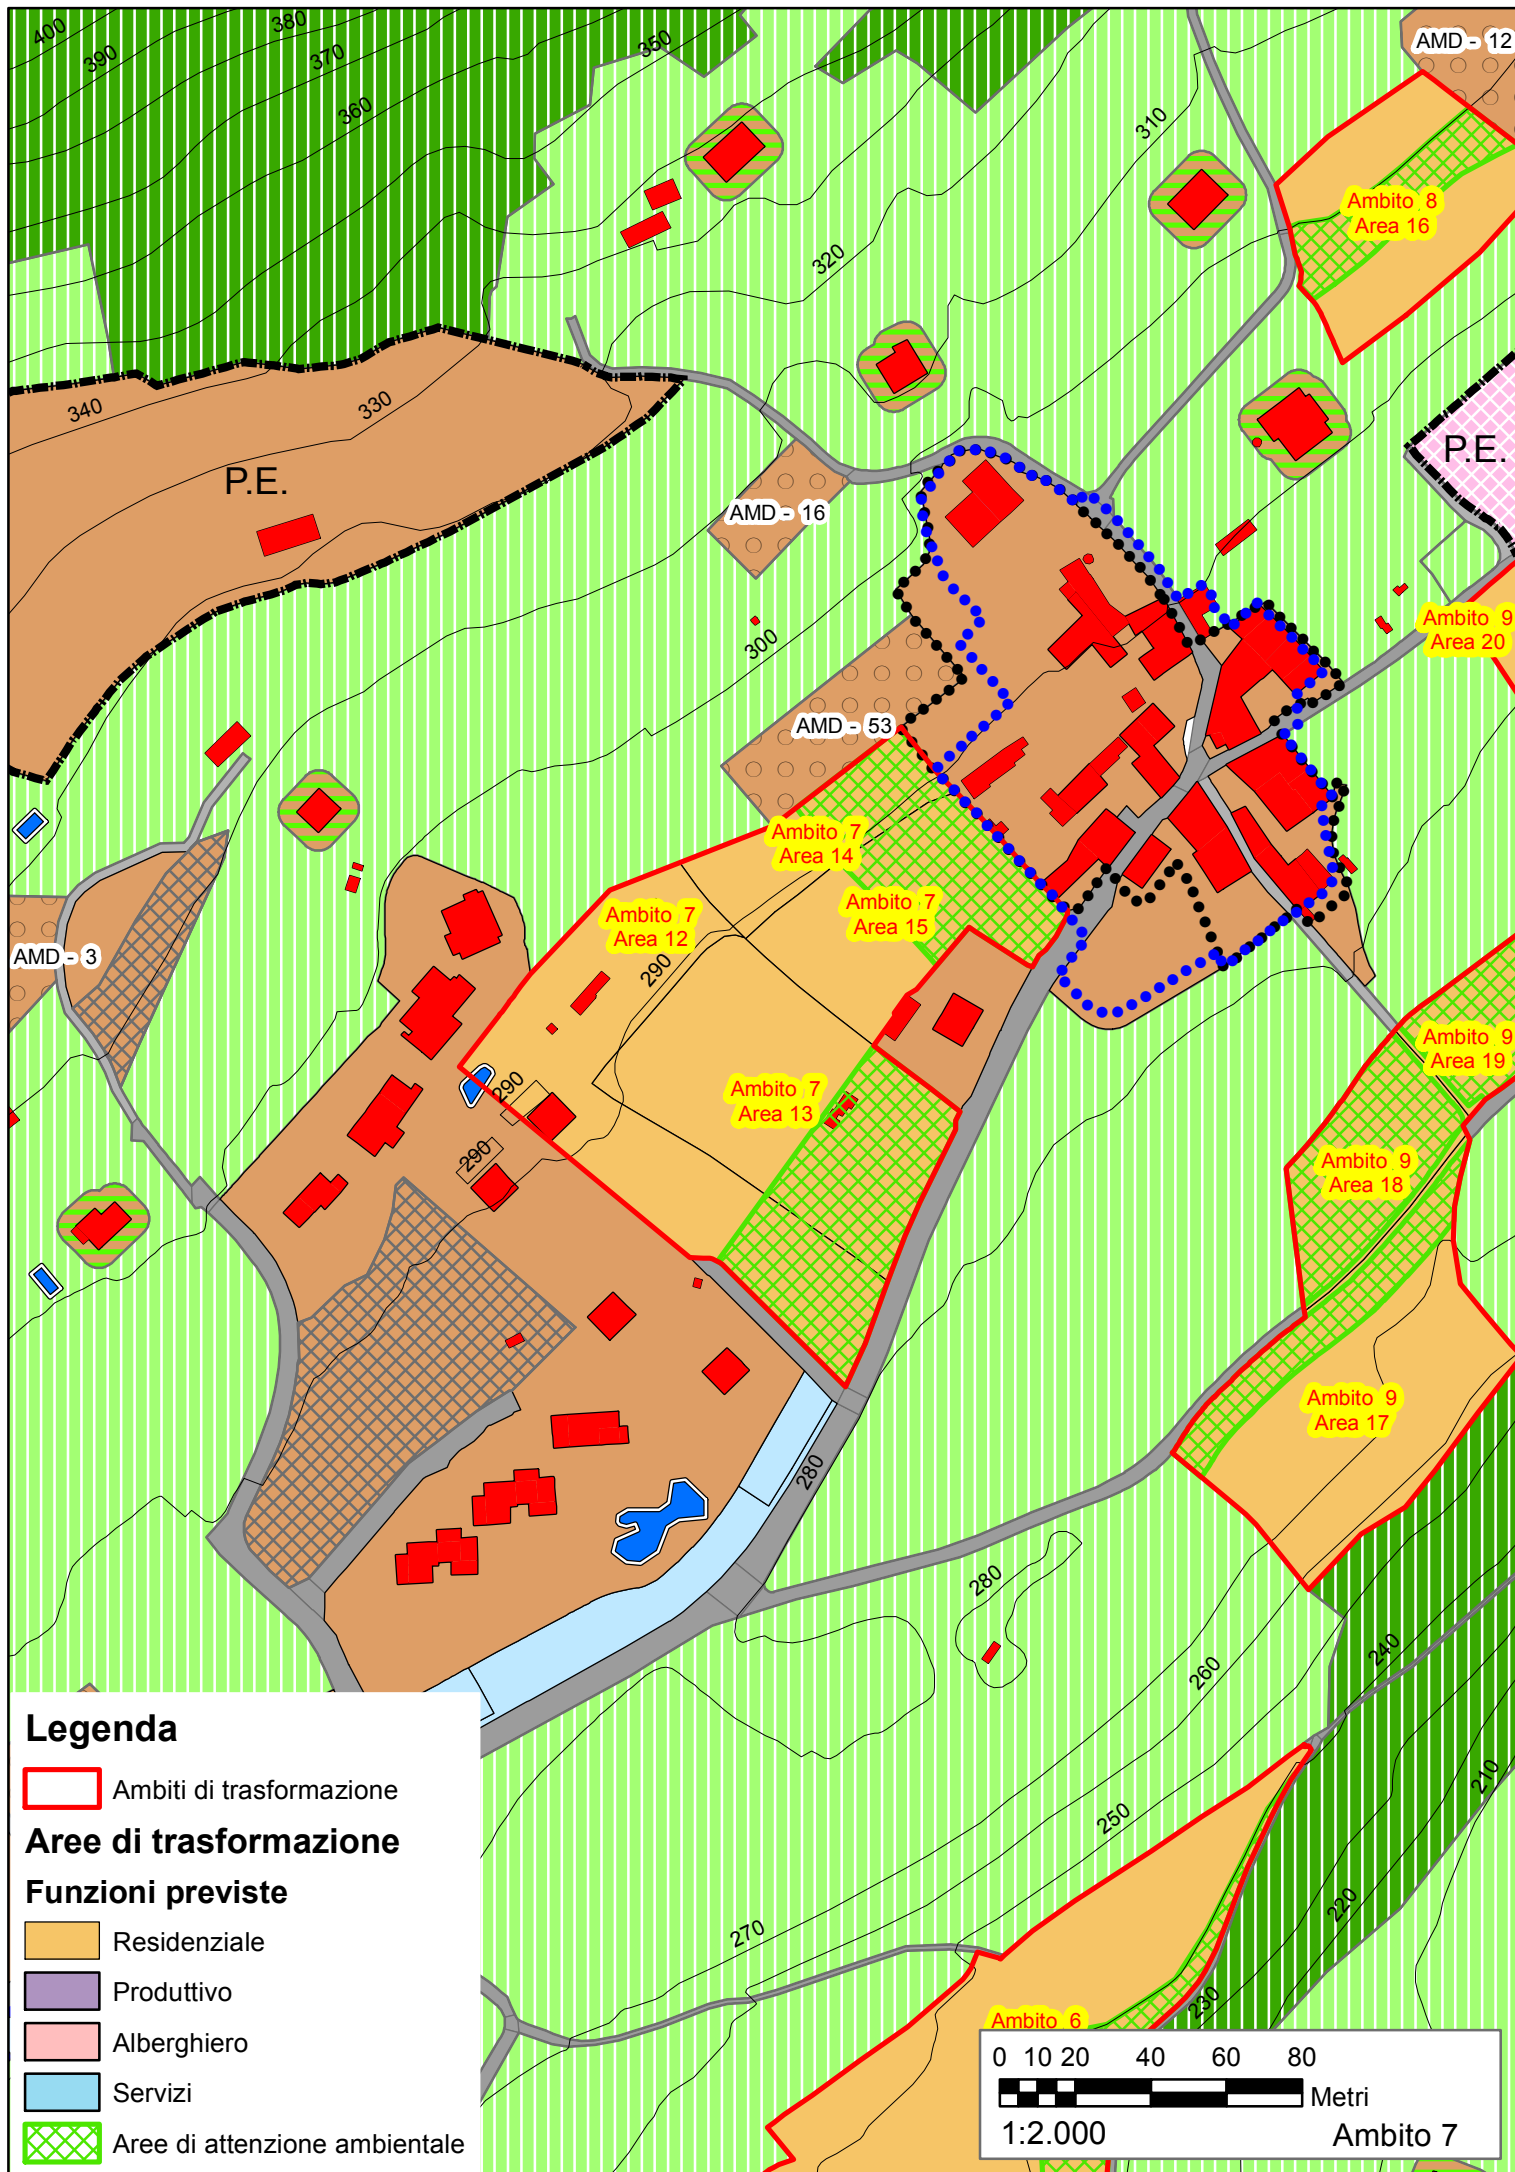 400
390
380
370
360
350
AMD - 12
310
Ambito 8
Area 16
320
340
330
P.E.
P.E.
AMD - 16
300
Ambito 9
Area 20
AMD - 53
Ambito 7
Area 14
Ambito 7
Area 15
Ambito 7
Area 12
AMD - 3
290
Ambito 9
Area 19
290
Ambito 7
Area 13
290
Ambito 9
Area 18
Ambito 9
Area 17
280
280
240
260
210
250
220
270
230
Ambito 6
Legenda
Ambiti di trasformazione
Aree di trasformazione
Funzioni previste
Residenziale
Produttivo
Alberghiero
Servizi
Aree di attenzione ambientale
0 10 20 40 60 80
Metri
1:2.000 Ambito 7